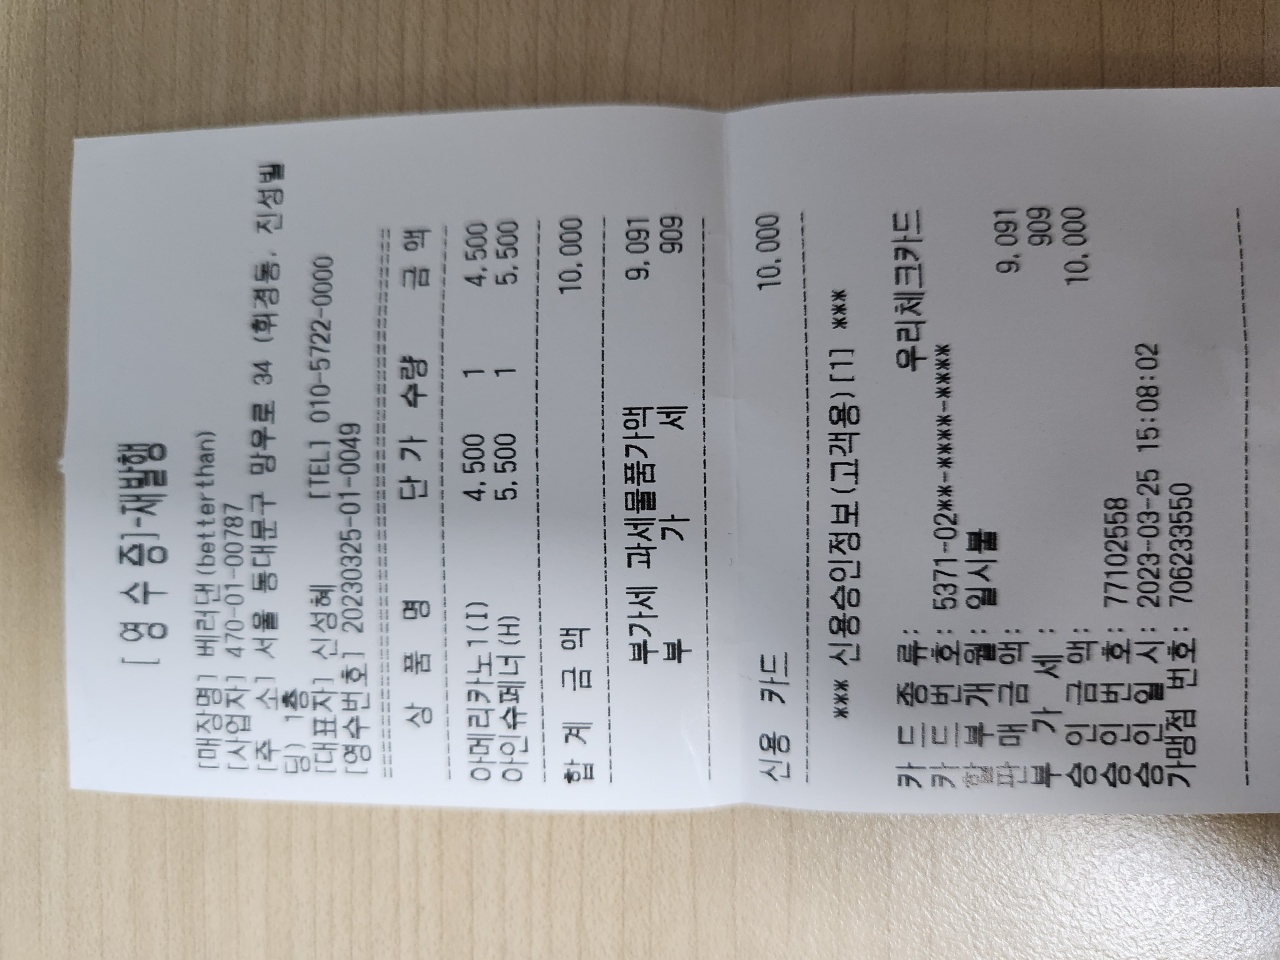 [ 영 수 증]-재발행
[매장명] 베러댄(betterthan)
[사업자] 470-01-00787
[주 소] 서울 동대문구 망우로 34 (휘경동, 진성빌
딩) 1층
[대표자] 신성혜 [TEL] 010-5722-0000
[영수번호] 20230325-01-0049
상 품 명 단 가 수량 금 액
아메리카노1(I) 4,500 1 4,500
아인슈페너(H) 5,500 1 5,500
합 계 금 액 10,000
부가세 과세물품가액 9,091
부 가 세 909
신용 카드 10,000
*** 신용승인정보(고객용)[1] ***
카 드 종 류: 우리체크카드
카 드 번 호: 5371-02**-****-****
할 부 개 월: 일시불
판 매 금 액: 9,091
부 가 세 : 909
승 인 금 액: 10,000
승 인 번 호: 77102558
승 인 일 시: 2023-03-25 15:08:02
가맹점 번호: 706233550